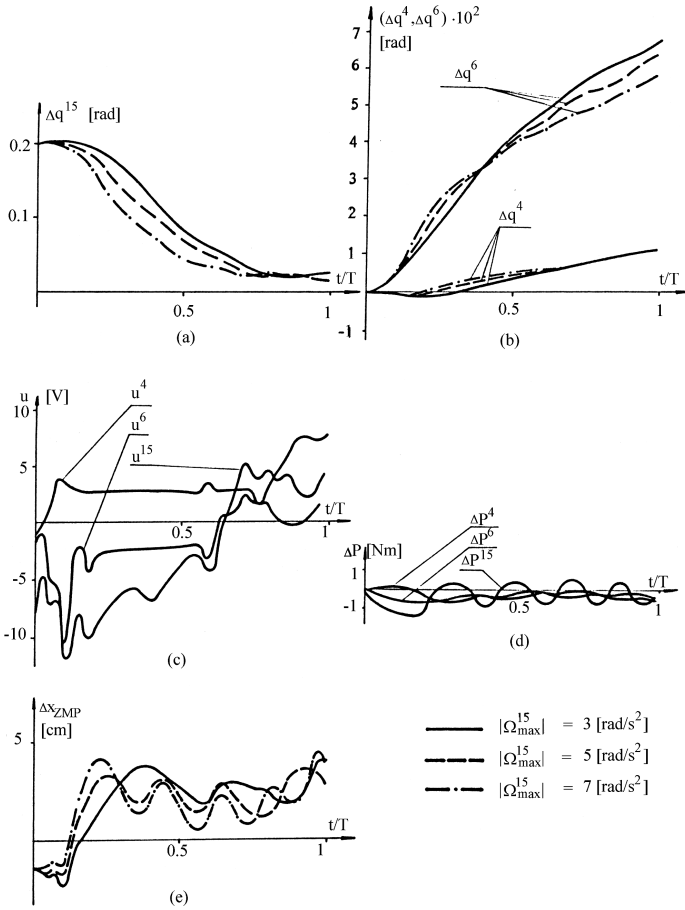 Δq¹⁵ [rad]
0.2
0.1
0.5
1
t/T
(a)
(Δq⁴,Δq⁶) ·10²
[rad]
7
6
5
4
3
2
1
-1
Δq⁶
Δq⁴
0.5
1
t/T
(b)
u [V]
10
5
-5
-10
u⁴
u⁶
u¹⁵
0.5
1
t/T
(c)
ΔP [Nm]
1
-1
ΔP⁴
ΔP⁶
ΔP¹⁵
0.5
1
t/T
(d)
Δx_ZMP
[cm]
5
0.5
1
t/T
(e)
|Ω¹⁵max| = 3 [rad/s²]
|Ω¹⁵max| = 5 [rad/s²]
|Ω¹⁵max| = 7 [rad/s²]